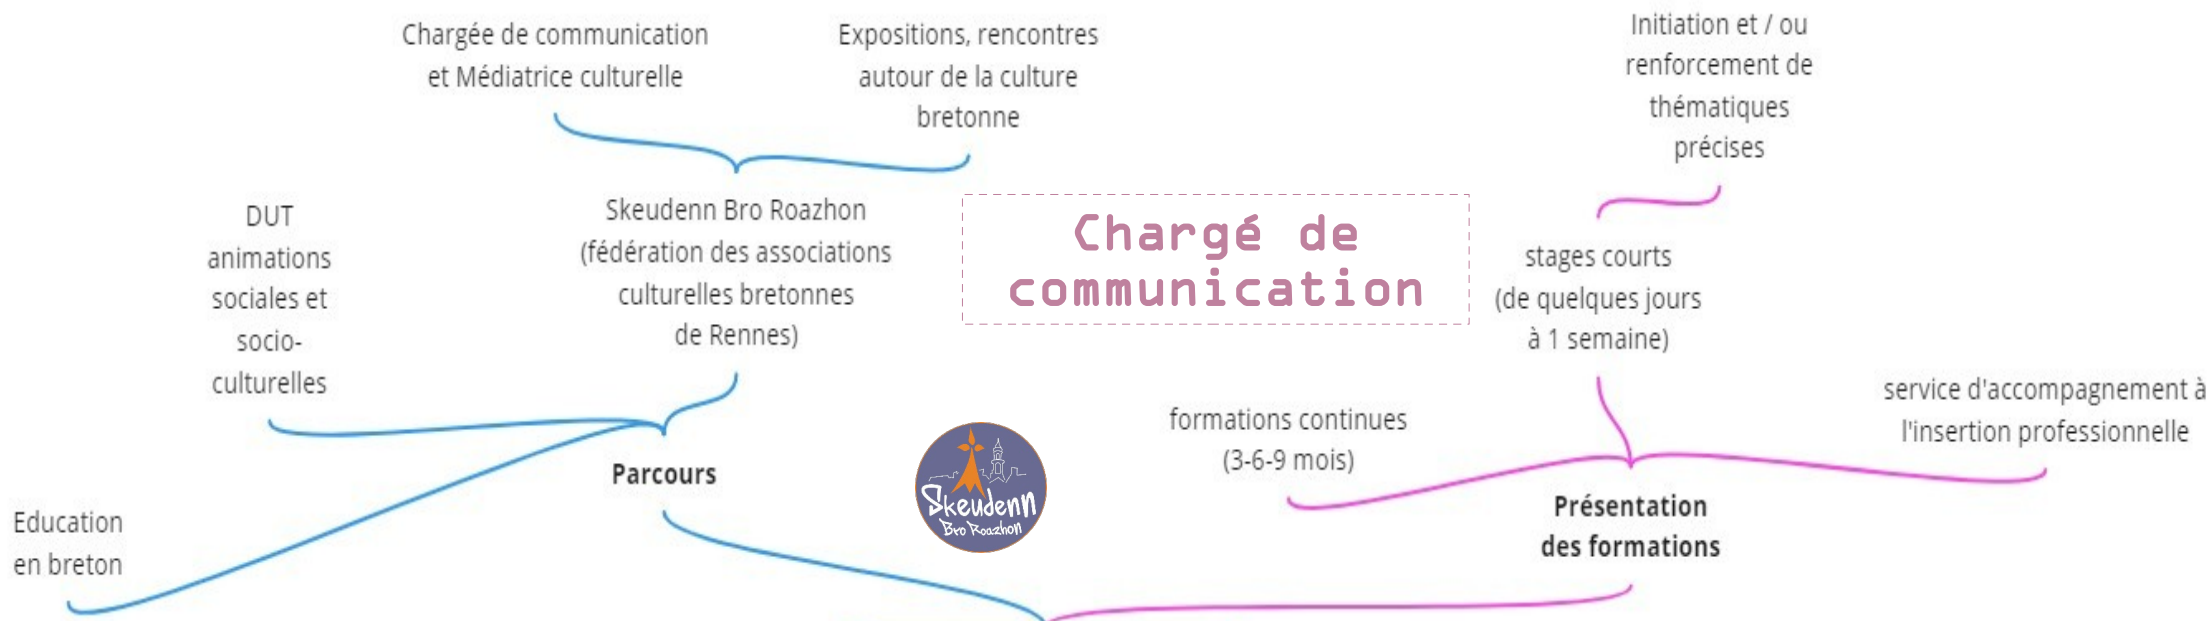 Chargée de communication
et Médiatrice culturelle
Expositions, rencontres
autour de la culture
bretonne
Initiation et / ou
renforcement de
thématiques
précises
DUT
animations
sociales et
socio-
culturelles
Skeudenn Bro Roazhon
(fédération des associations
culturelles bretonnes
de Rennes)
Chargé de
communication
stages courts
(de quelques jours
à 1 semaine)
formations continues
(3-6-9 mois)
service d'accompagnement à
l'insertion professionnelle
Parcours
Skeudenn
Bro Roazhon
Présentation
des formations
Education
en breton